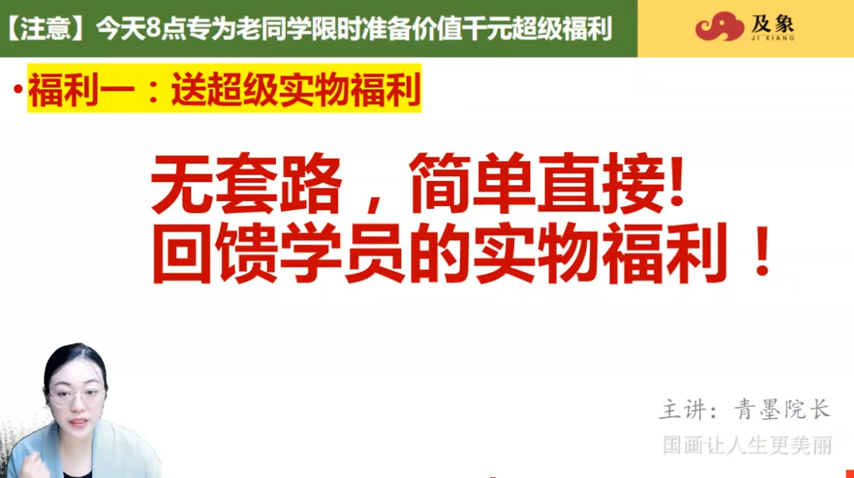 【注意】今天8点专为老同学限时准备价值千元超级福利
及象
JI XIANG
•福利一：送超级实物福利
无套路，简单直接!
回馈学员的实物福利！
主讲：青墨院长
国画让人生更美丽